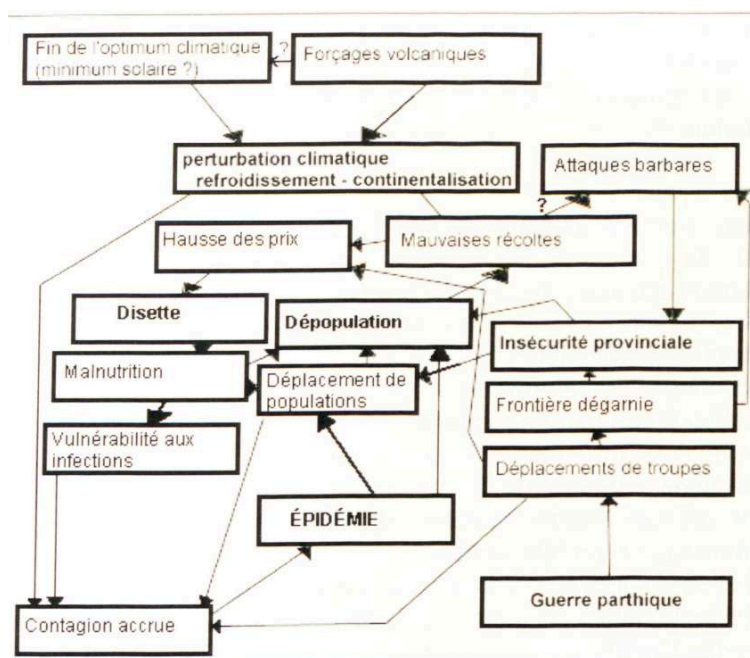 Fin de l'optimum climatique
(minimum solaire ?)
?
Forçages volcaniques
perturbation climatique
refroidissement - continentalisation
Attaques barbares
?
Hausse des prix
Mauvaises récoltes
Disette
Dépopulation
Insécurité provinciale
Malnutrition
Déplacement de
populations
Frontière dégarnie
Vulnérabilité aux
infections
Déplacements de troupes
ÉPIDÉMIE
Guerre parthique
Contagion accrue